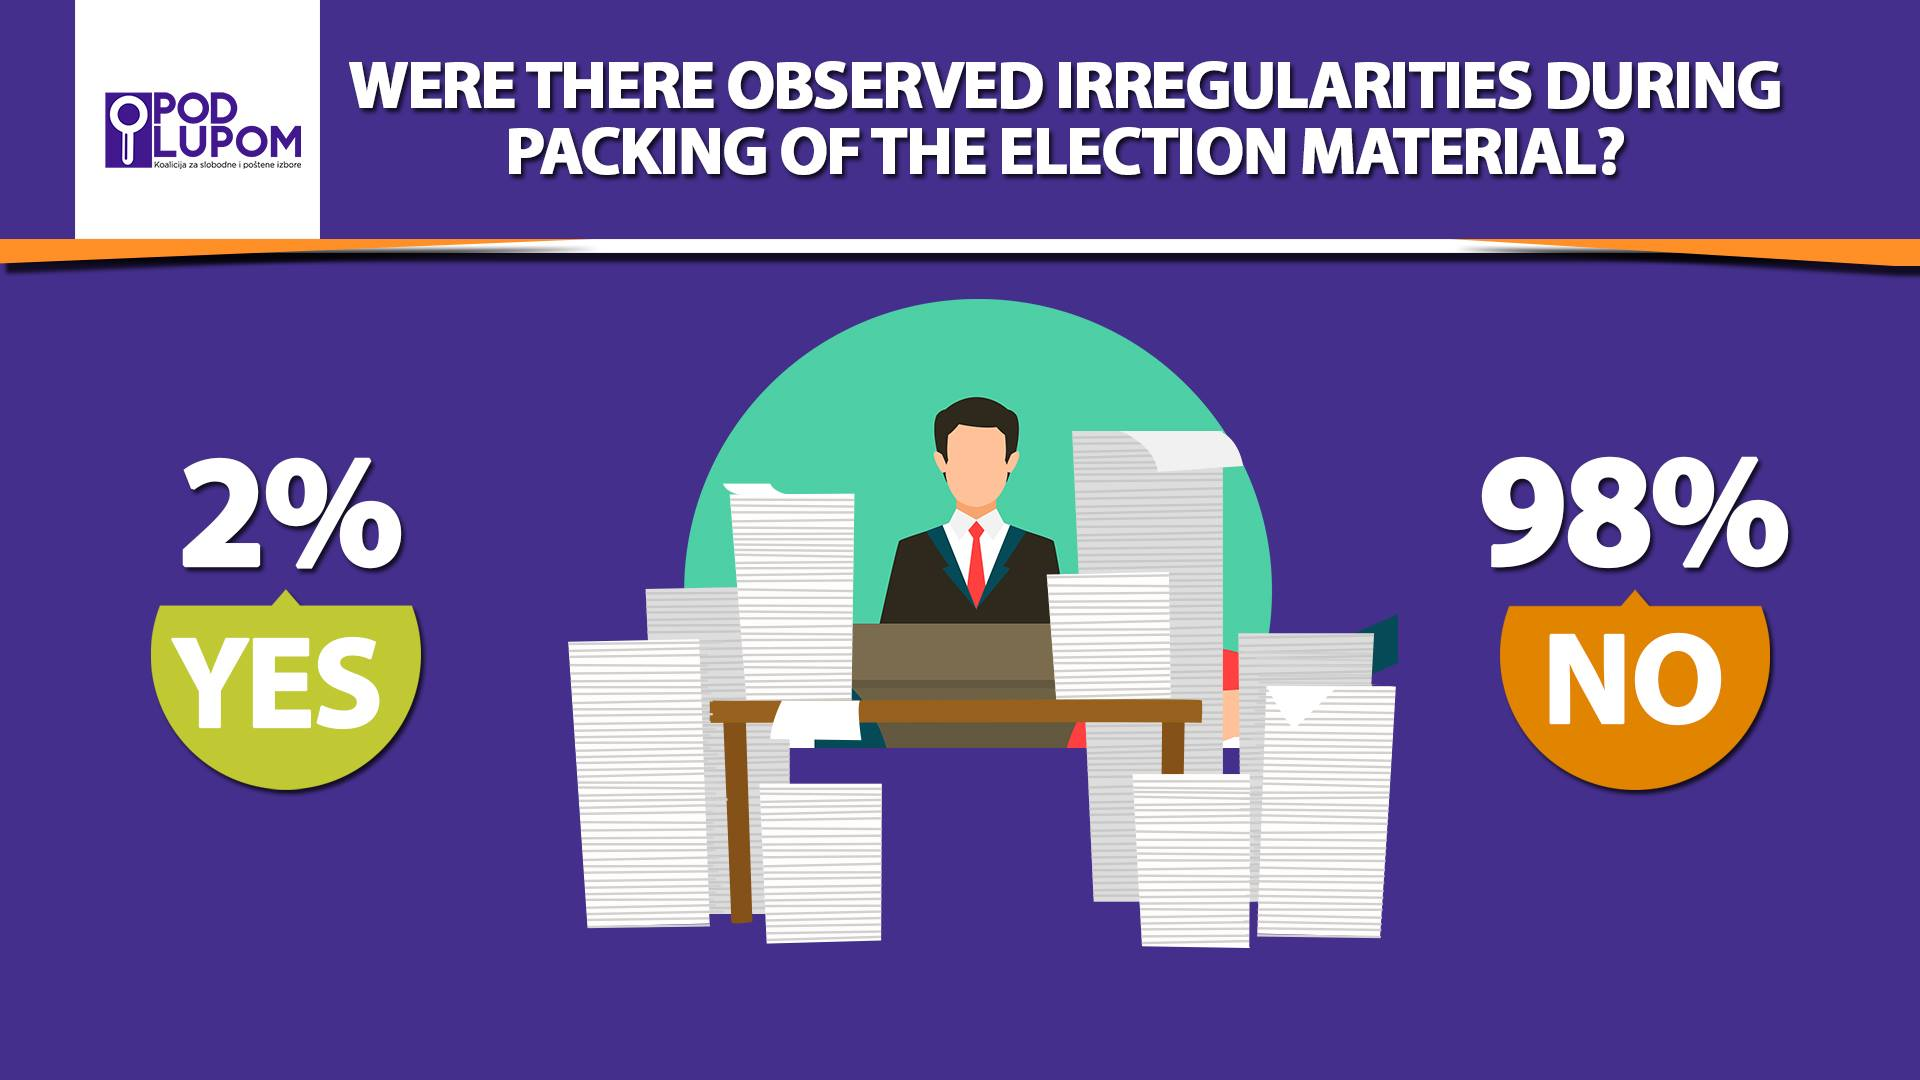 POD
LUPOM
Koalicija za slobodne i poštene izbore
WERE THERE OBSERVED IRREGULARITIES DURING
PACKING OF THE ELECTION MATERIAL?
2%
YES
98%
NO